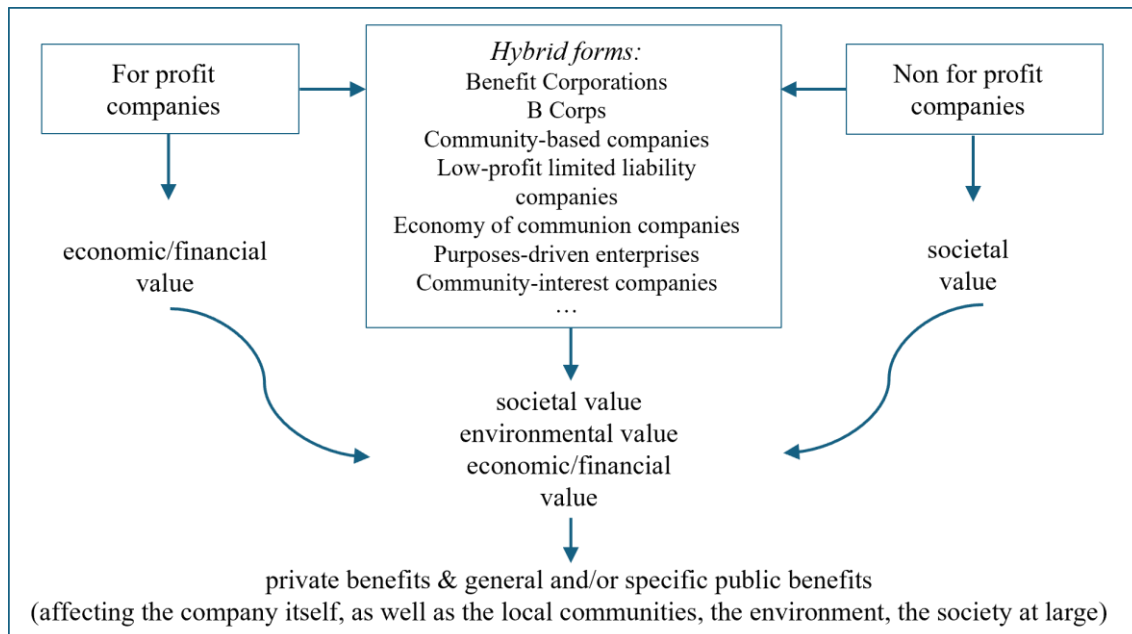 For profit
companies
Hybrid forms:
Benefit Corporations
B Corps
Community-based companies
Low-profit limited liability
companies
Economy of communion companies
Purposes-driven enterprises
Community-interest companies
…
Non for profit
companies
economic/financial
value
societal
value
societal value
environmental value
economic/financial
value
private benefits & general and/or specific public benefits
(affecting the company itself, as well as the local communities, the environment, the society at large)